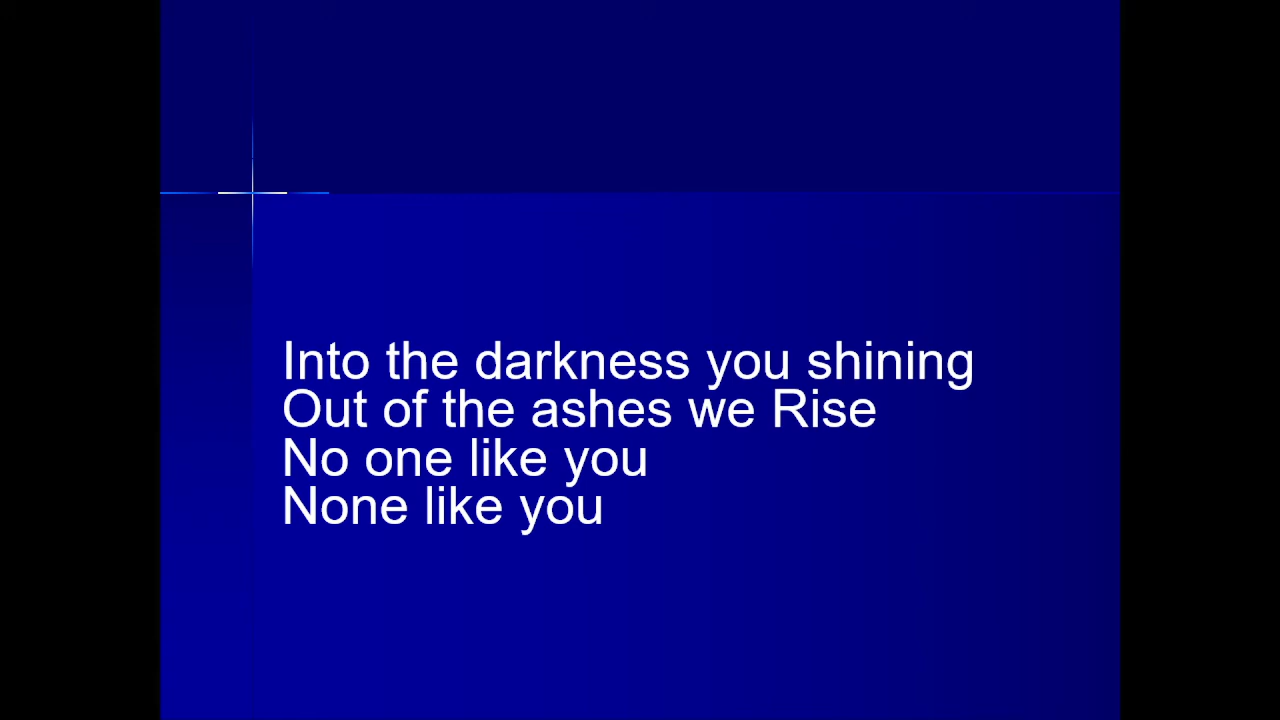 Into the darkness you shining
Out of the ashes we Rise
No one like you
None like you